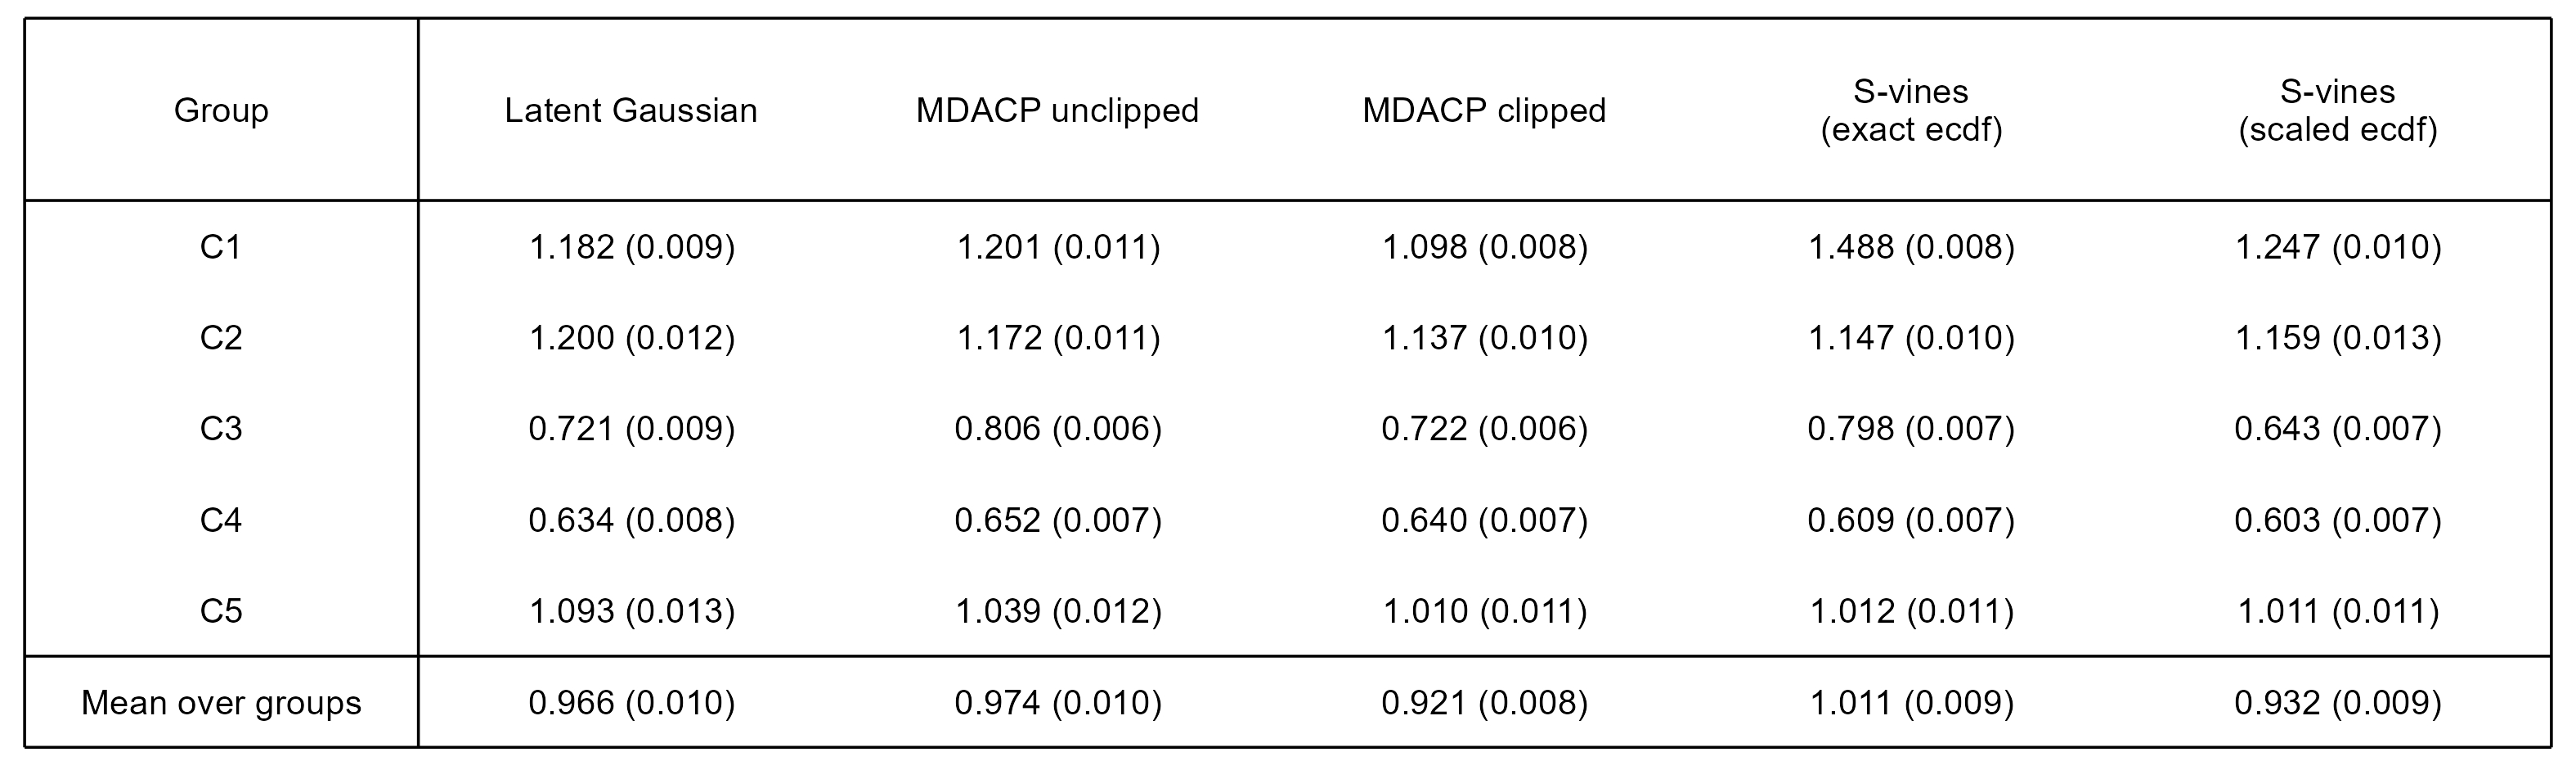 Group Latent Gaussian MDACP unclipped MDACP clipped S-vines (exact ecdf) S-vines (scaled ecdf)
C1 1.182 (0.009) 1.201 (0.011) 1.098 (0.008) 1.488 (0.008) 1.247 (0.010)
C2 1.200 (0.012) 1.172 (0.011) 1.137 (0.010) 1.147 (0.010) 1.159 (0.013)
C3 0.721 (0.009) 0.806 (0.006) 0.722 (0.006) 0.798 (0.007) 0.643 (0.007)
C4 0.634 (0.008) 0.652 (0.007) 0.640 (0.007) 0.609 (0.007) 0.603 (0.007)
C5 1.093 (0.013) 1.039 (0.012) 1.010 (0.011) 1.012 (0.011) 1.011 (0.011)
Mean over groups 0.966 (0.010) 0.974 (0.010) 0.921 (0.008) 1.011 (0.009) 0.932 (0.009)